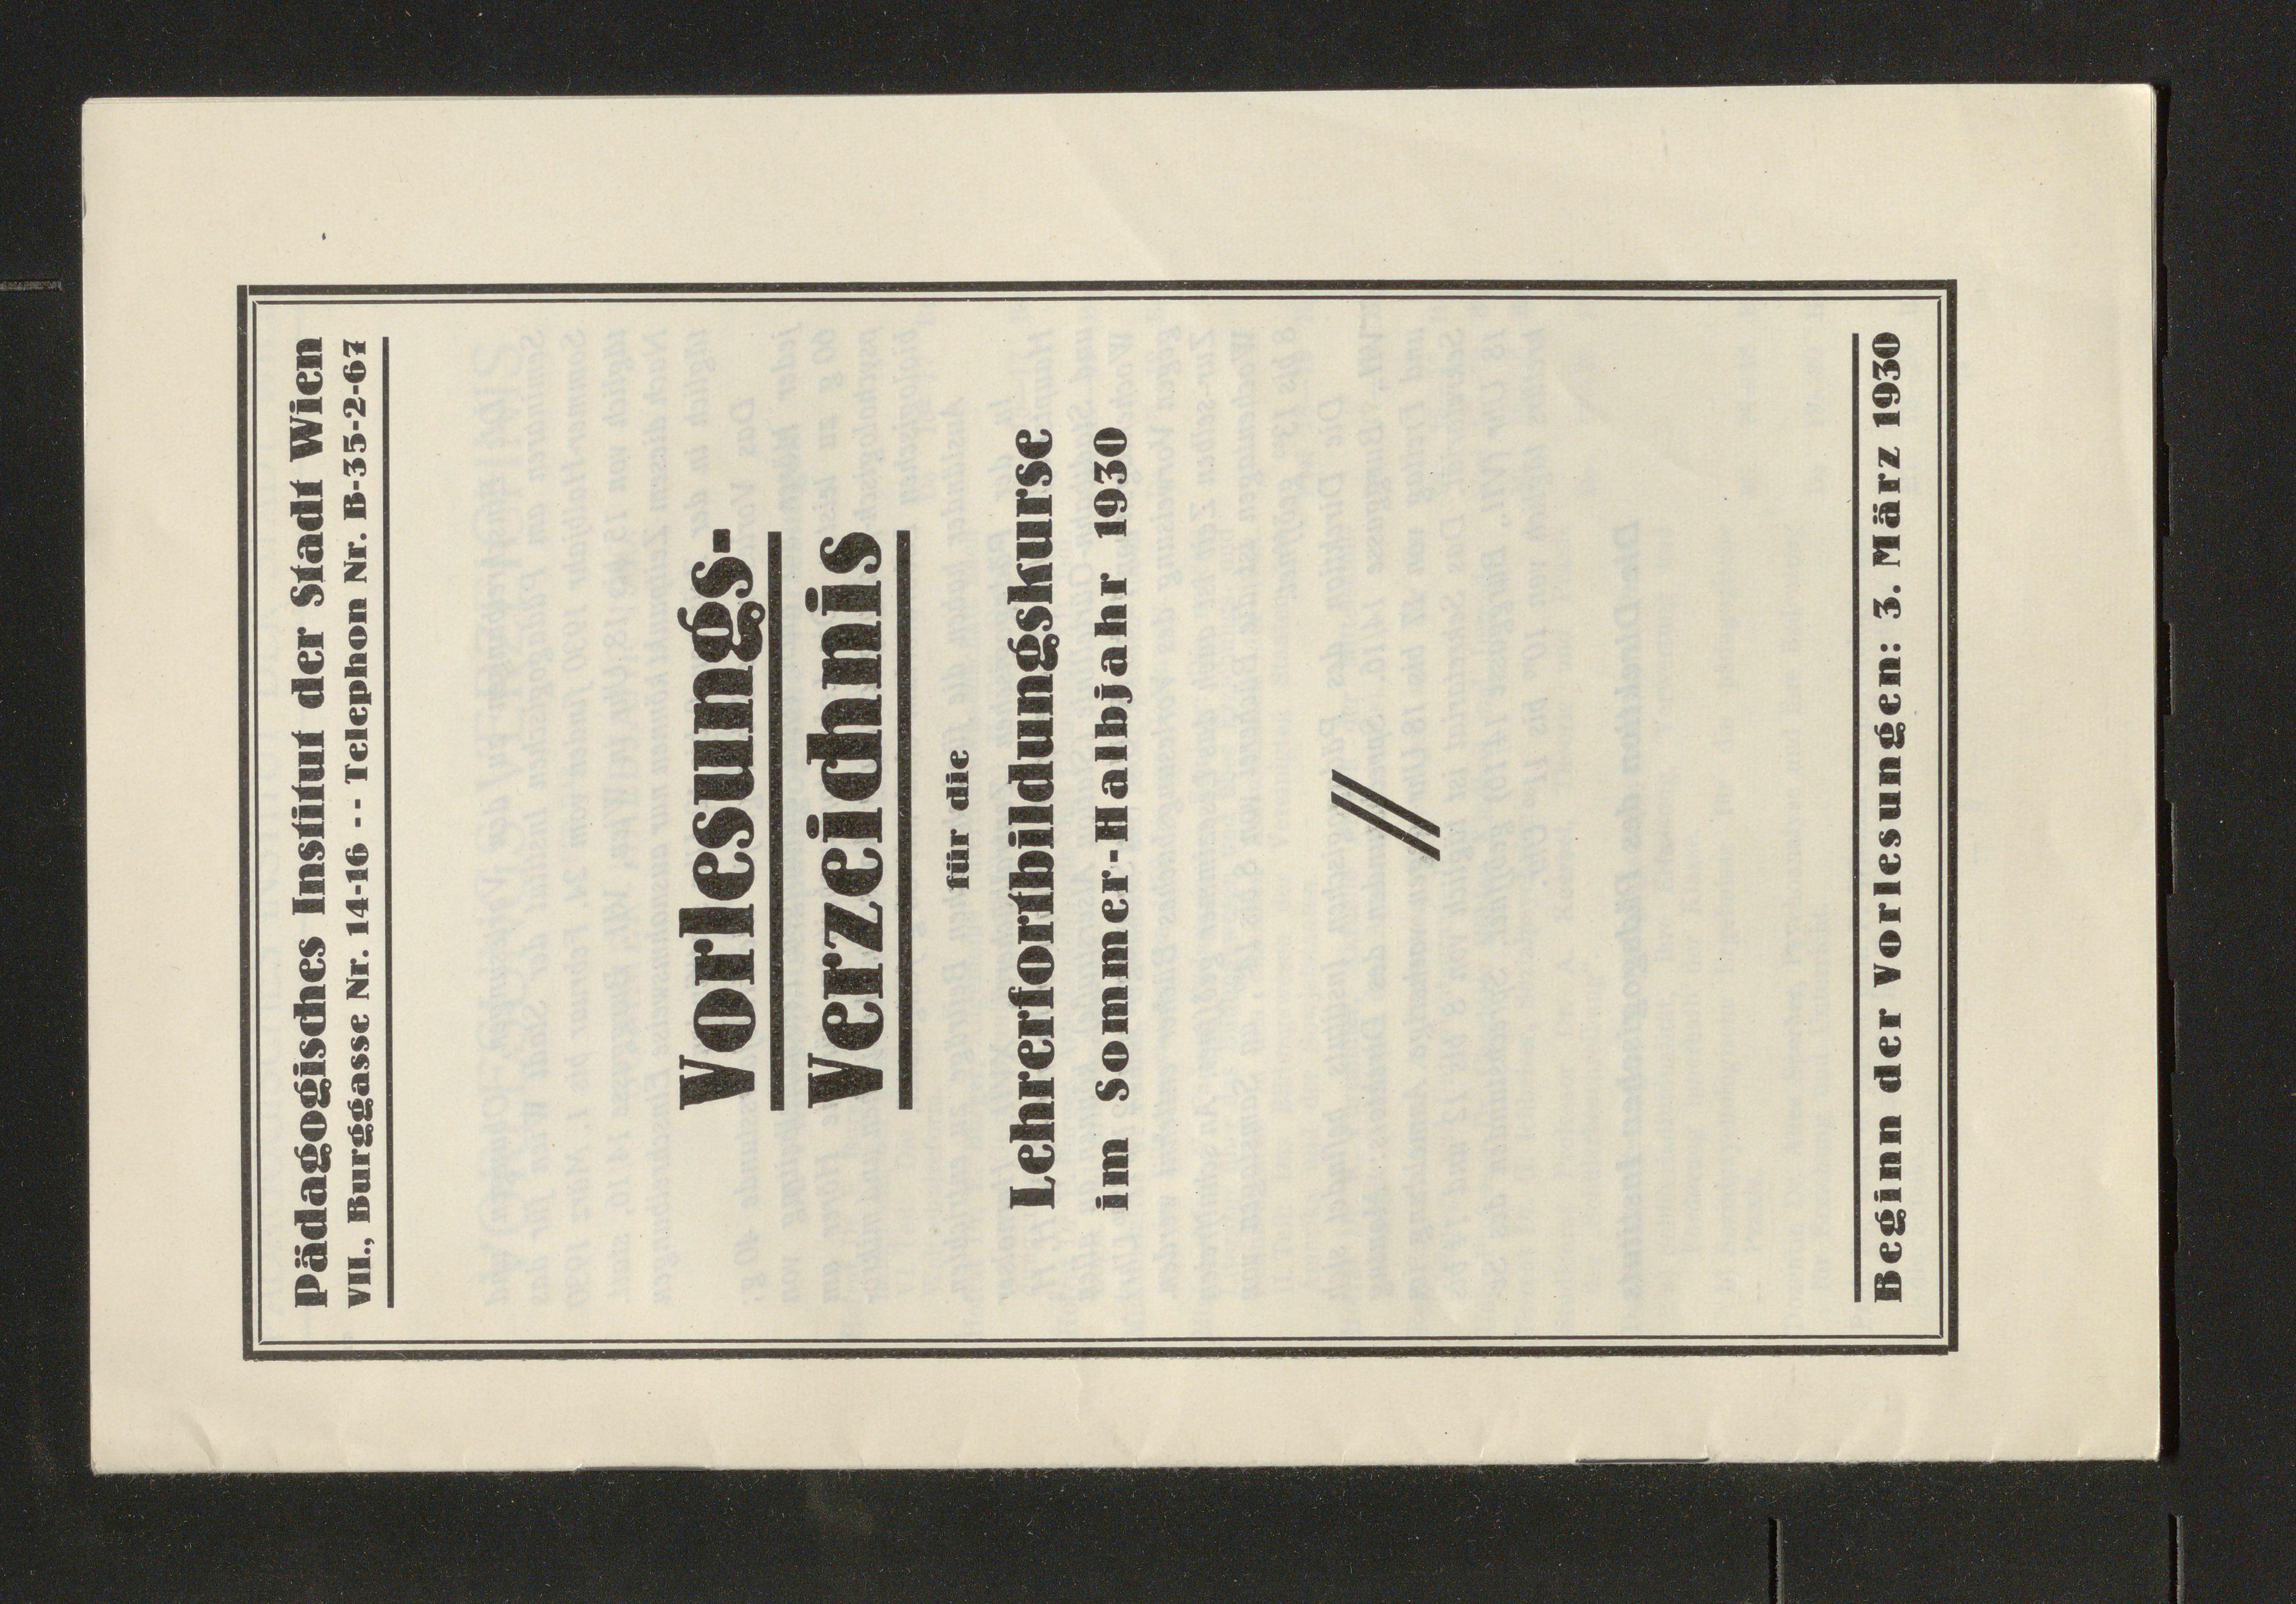 Pädagogisches Institut der Stadt Wien
VII., Burggasse Nr. 14-16 -- Telephon Nr. B-35-2-67
Vorlesungs-
Verzeichnis
für die
Lehrerfortbildungskurse
im Sommer-Halbjahr 1930
//
Beginn der Vorlesungen: 3. März 1930